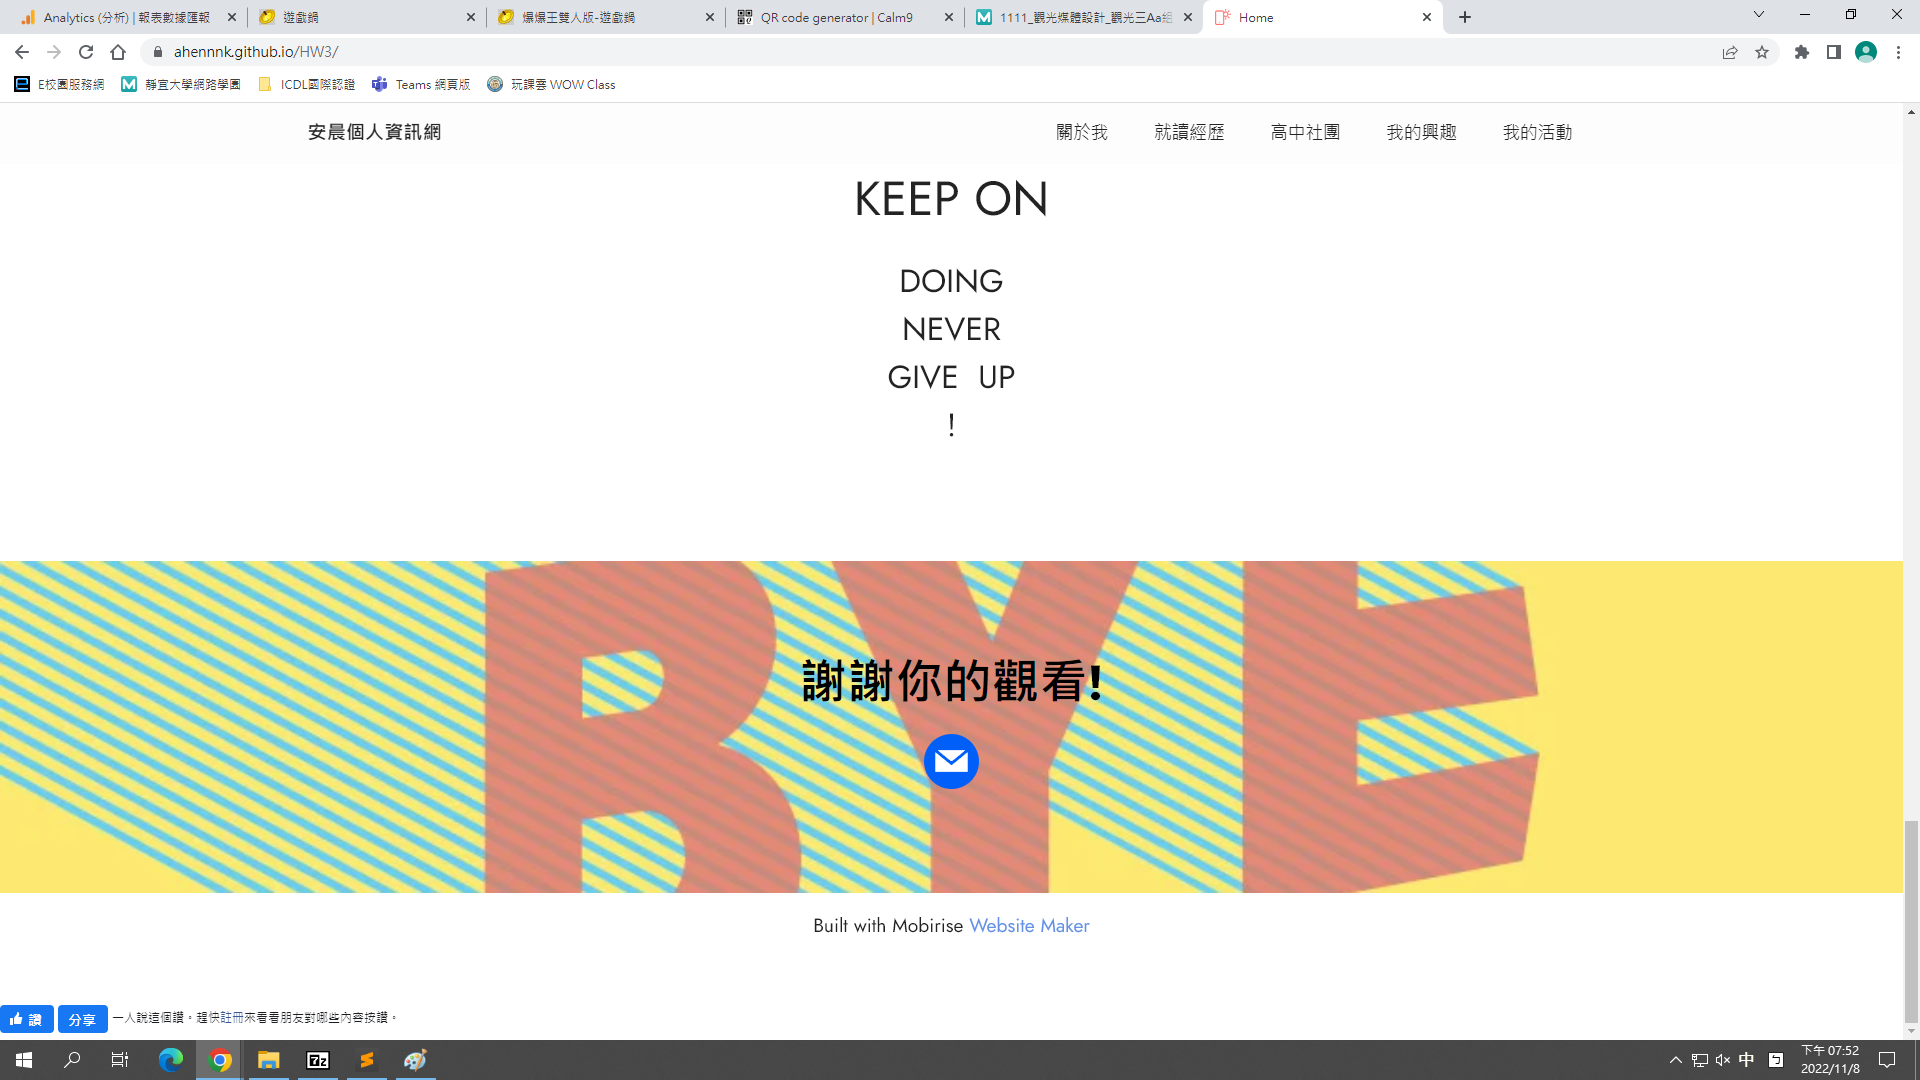 Analytics (分析) | 報表數據匯報
遊戲鍋
爆爆王雙人版-遊戲鍋
QR code generator | Calm9
1111_觀光媒體設計_觀光三Aa組
Home
ahennnk.github.io/HW3/
E校園服務網
靜宜大學網路學園
ICDL國際認證
Teams 網頁版
玩課雲 WOW Class
安晨個人資訊網
關於我
就讀經歷
高中社團
我的興趣
我的活動
KEEP ON
DOING
NEVER
GIVE UP
!
BYE
謝謝你的觀看!
Built with Mobirise Website Maker
讚 分享 一人說這個讚。趕快註冊來看看朋友對哪些內容按讚。
7z
中
下午 07:52
2022/11/8